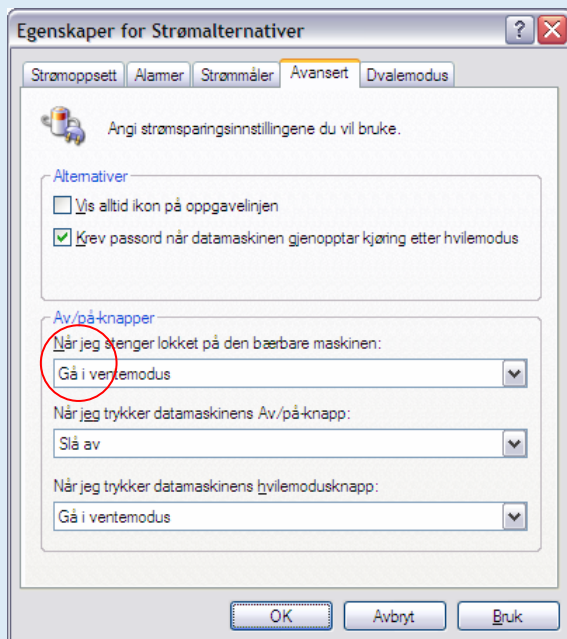 Egenskaper for Strømalternativer
Strømoppsett Alarmer Strømmåler Avansert Dvalemodus
Angi strømsparingsinnstillingene du vil bruke.
Alternativer
Vis alltid ikon på oppgavelinjen
Krev passord når datamaskinen gjenopptar kjøring etter hvilemodus
Av/på-knapper
Når jeg stenger lokket på den bærbare maskinen:
Gå i ventemodus
Når jeg trykker datamaskinens Av/på-knapp:
Slå av
Når jeg trykker datamaskinens hvilemodusknapp:
Gå i ventemodus
OK Avbryt Bruk